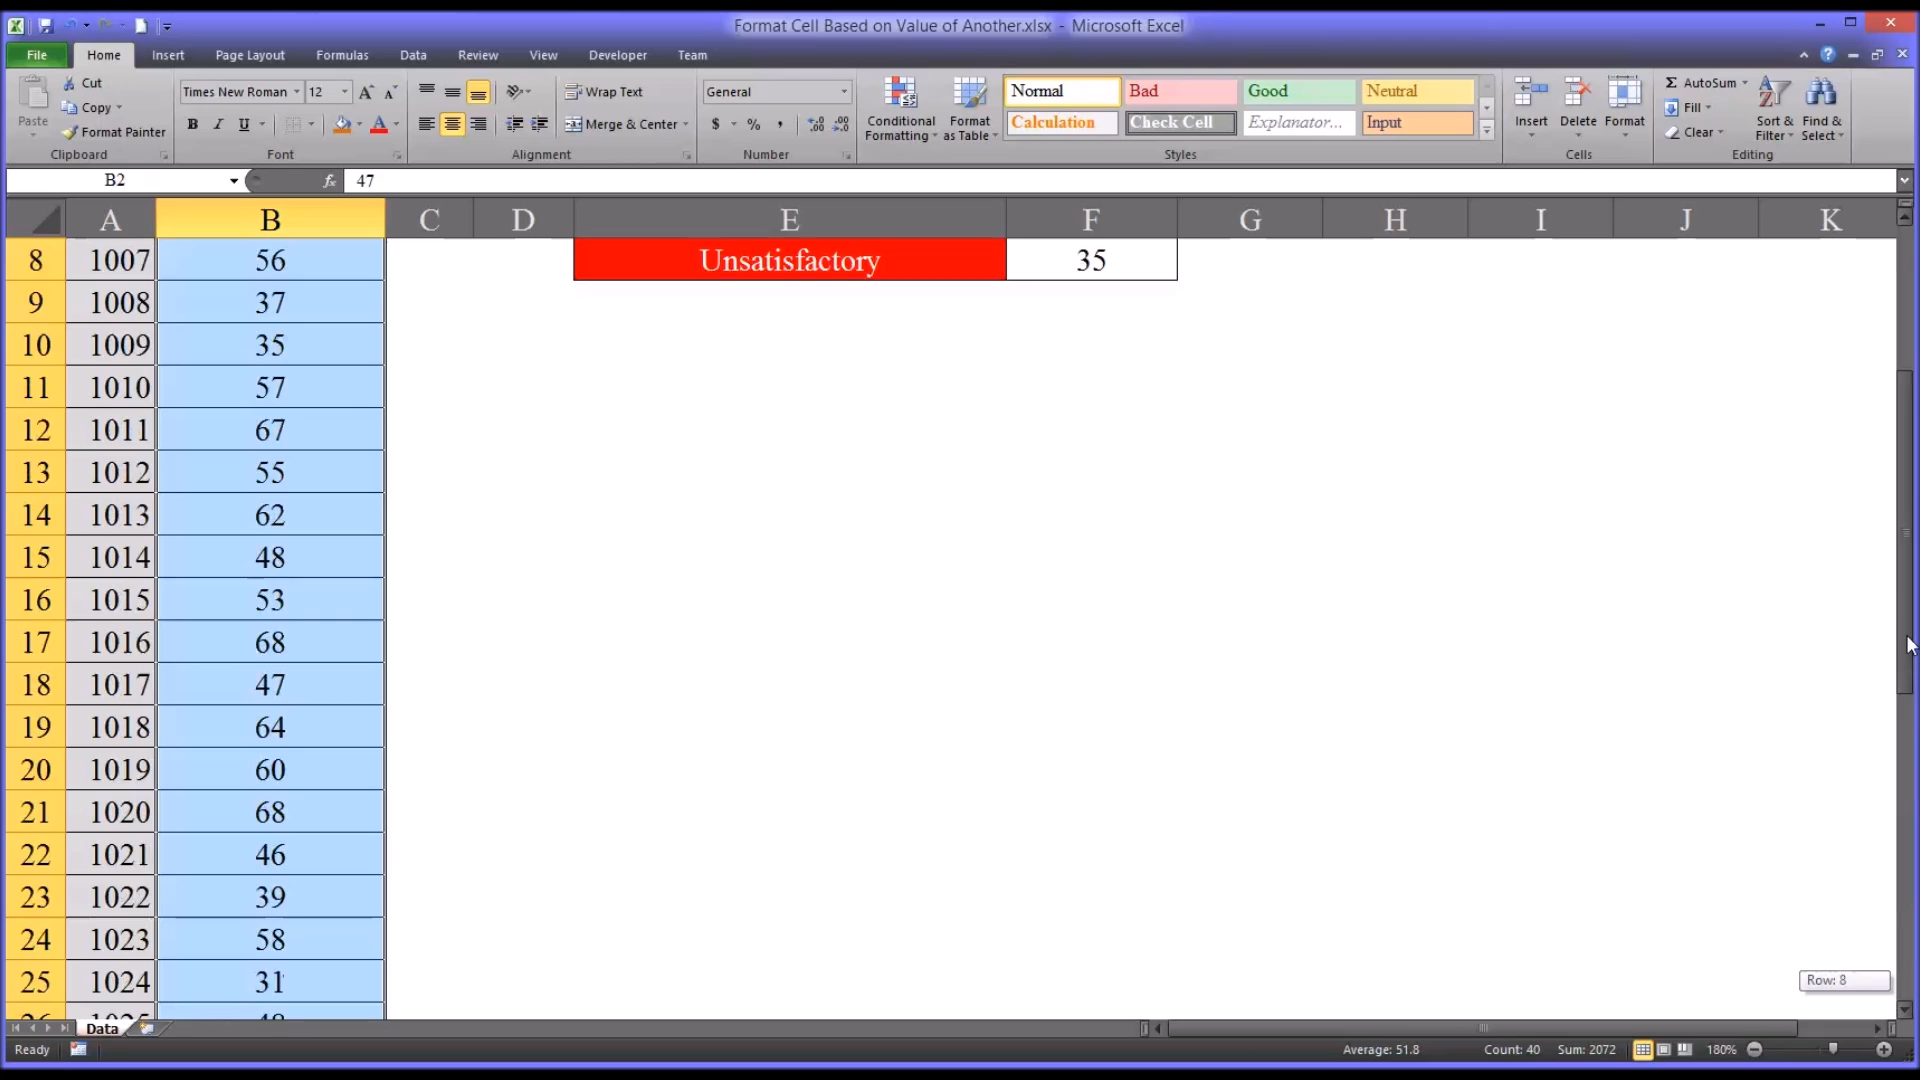 Format Cell Based on Value of Another.xlsx - Microsoft Excel
File Home Insert Page Layout Formulas Data Review View Developer Team
Paste
Cut
Copy
Format Painter
Clipboard
Times New Roman 12
B I U
Font
Wrap Text
Merge & Center
Alignment
General
$ % ,
Number
Conditional Formatting
Format as Table
Normal Bad Good Neutral
Calculation Check Cell Explanator... Input
Styles
Insert Delete Format
Cells
Σ AutoSum
Fill
Clear
Sort & Filter
Find & Select
Editing
B2 fx 47
A B C D E F G H I J K
8 1007 56 Unsatisfactory 35
9 1008 37
10 1009 35
11 1010 57
12 1011 67
13 1012 55
14 1013 62
15 1014 48
16 1015 53
17 1016 68
18 1017 47
19 1018 64
20 1019 60
21 1020 68
22 1021 46
23 1022 39
24 1023 58
25 1024 31
Row: 8
Data
Ready Average: 51.8 Count: 40 Sum: 2072 180%